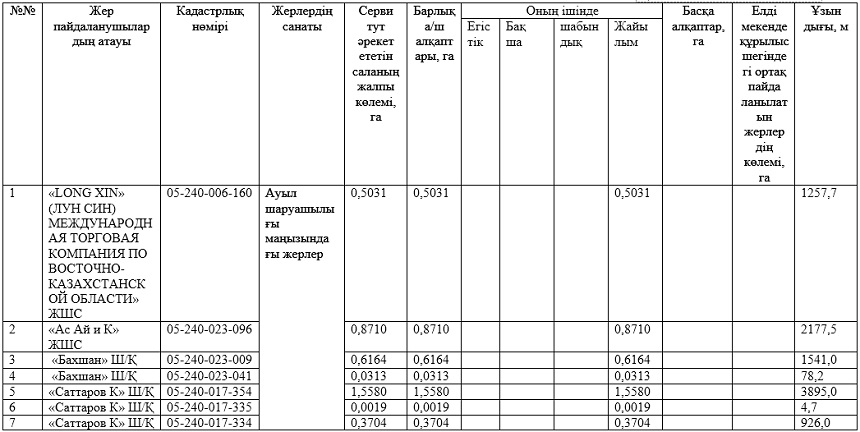 №№ Жер пайдаланушылар дың атауы Кадастрлық нөмірі Жерлердің санаты Серви тут әрекет ететін саланың жалпы көлемі, га Барлық а/ш алқапт ары, га Оның ішінде Басқа алқаптар, га Елді мекенде құрылыс шегінде гі ортақ пайда ланылат ын жерлер дің көлемі, га Ұзын дығы, м
Егіс тік Бақ ша шабын дық Жайы лым
1 «LONG XIN» 05-240-006-160 Ауыл 0,5031 0,5031 0,5031 1257,7
(ЛУН СИН) шаруашылы
МЕЖДУНАРОДН ғы
АЯ ТОРГОВАЯ маңызында
КОМПАНИЯ ПО ғы жерлер
ВОСТОЧНО-
КАЗАХСТАНСК
ОЙ ОБЛАСТИ»
ЖШС
2 «Ас Ай и К» 05-240-023-096 0,8710 0,8710 0,8710 2177,5
ЖШС
3 «Бахшан» Ш/Қ 05-240-023-009 0,6164 0,6164 0,6164 1541,0
4 «Бахшан» Ш/Қ 05-240-023-041 0,0313 0,0313 0,0313 78,2
5 «Саттаров К» Ш/Қ 05-240-017-354 1,5580 1,5580 1,5580 3895,0
6 «Саттаров К» Ш/Қ 05-240-017-335 0,0019 0,0019 0,0019 4,7
7 «Саттаров К» Ш/Қ 05-240-017-334 0,3704 0,3704 0,3704 926,0